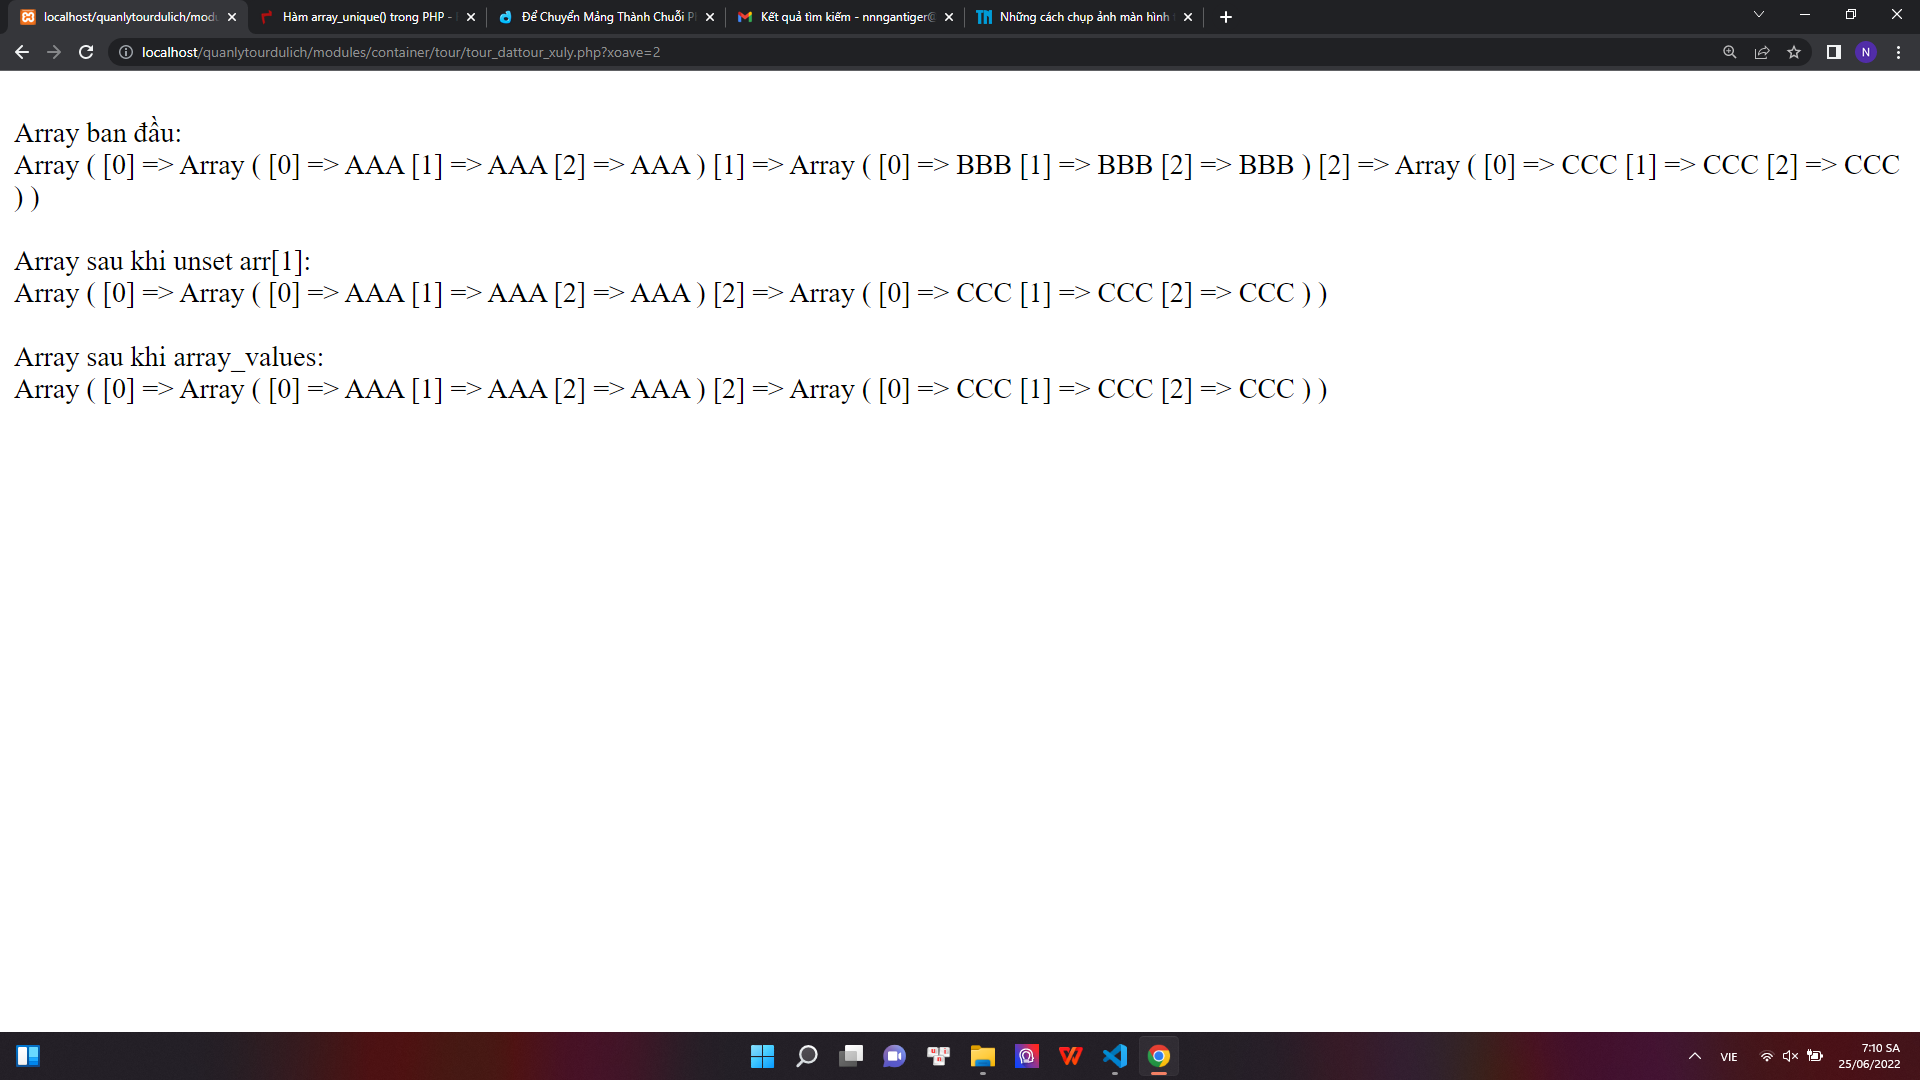 localhost/quanlytourdulich/modu
Hàm array_unique() trong PHP -
Để Chuyển Mảng Thành Chuỗi P
Kết quả tìm kiếm - nnngantiger@
Những cách chụp ảnh màn hình
localhost/quanlytourdulich/modules/container/tour/tour_dattour_xuly.php?xoave=2
N
Array ban đầu:
Array ( [0] => Array ( [0] => AAA [1] => AAA [2] => AAA ) [1] => Array ( [0] => BBB [1] => BBB [2] => BBB ) [2] => Array ( [0] => CCC [1] => CCC [2] => CCC
) )
Array sau khi unset arr[1]:
Array ( [0] => Array ( [0] => AAA [1] => AAA [2] => AAA ) [2] => Array ( [0] => CCC [1] => CCC [2] => CCC ) )
Array sau khi array_values:
Array ( [0] => Array ( [0] => AAA [1] => AAA [2] => AAA ) [2] => Array ( [0] => CCC [1] => CCC [2] => CCC ) )
VIE
7:10 SA
25/06/2022